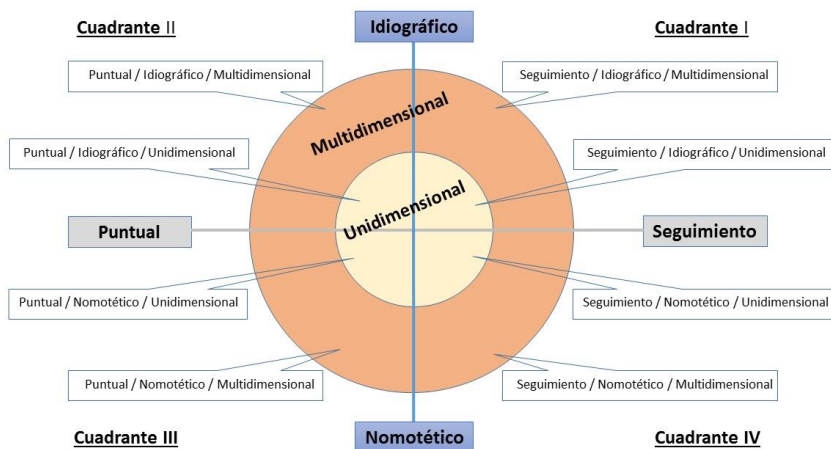 Cuadrante II
Idiográfico
Cuadrante I
Puntual / Idiográfico / Multidimensional
Seguimiento / Idiográfico / Multidimensional
Multidimensional
Puntual / Idiográfico / Unidimensional
Seguimiento / Idiográfico / Unidimensional
Unidimensional
Puntual
Seguimiento
Puntual / Nomotético / Unidimensional
Seguimiento / Nomotético / Unidimensional
Puntual / Nomotético / Multidimensional
Seguimiento / Nomotético / Multidimensional
Cuadrante III
Nomotético
Cuadrante IV